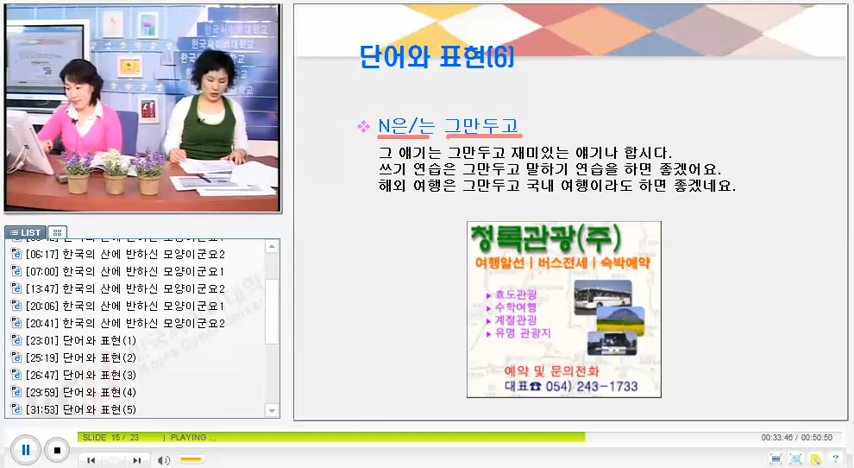 한국싸이버대학교
단어와 표현(6)
N은/는 그만두고
그 얘기는 그만두고 재미있는 얘기나 합시다.
쓰기 연습은 그만두고 말하기 연습을 하면 좋겠어요.
해외 여행은 그만두고 국내 여행이라도 하면 좋겠네요.
청록관광(주)
여행알선 | 버스전세 | 숙박예약
▶ 효도관광
▶ 수학여행
▶ 계절관광
▶ 유명 관광지
예약 및 문의전화
대표☎ 054) 243-1733
LIST
[06:17] 한국의 산에 반하신 모양이군요2
[07:00] 한국의 산에 반하신 모양이군요1
[13:47] 한국의 산에 반하신 모양이군요2
[20:06] 한국의 산에 반하신 모양이군요1
[20:41] 한국의 산에 반하신 모양이군요2
[23:01] 단어와 표현(1)
[25:19] 단어와 표현(2)
[26:47] 단어와 표현(3)
[29:59] 단어와 표현(4)
[31:53] 단어와 표현(5)
SLIDE 15 / 23 | PLAYING ...
00:33:46 / 00:50:50